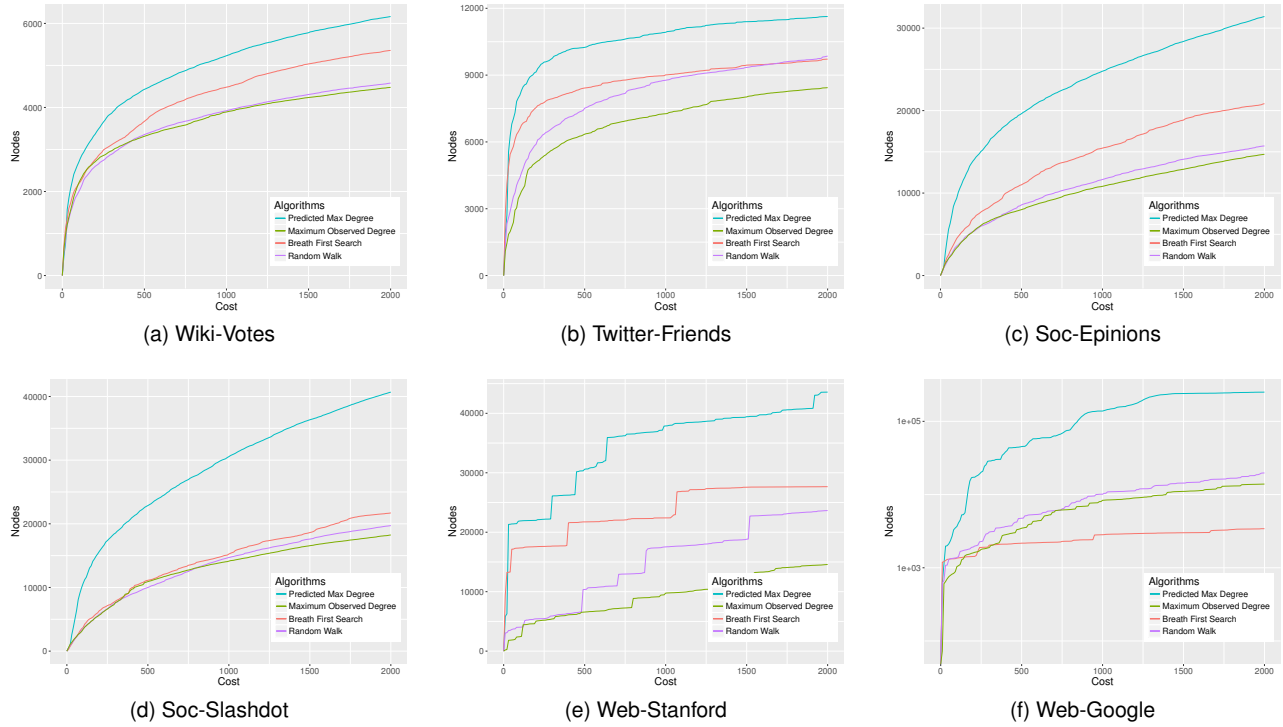 6000
4000
2000
0
Nodes
Algorithms
Predicted Max Degree
Maximum Observed Degree
Breath First Search
Random Walk
0 500 1000 1500 2000
Cost
(a) Wiki-Votes
12000
9000
6000
3000
0
Nodes
Algorithms
Predicted Max Degree
Maximum Observed Degree
Breath First Search
Random Walk
0 500 1000 1500 2000
Cost
(b) Twitter-Friends
30000
20000
10000
0
Nodes
Algorithms
Predicted Max Degree
Maximum Observed Degree
Breath First Search
Random Walk
0 500 1000 1500 2000
Cost
(c) Soc-Epinions
40000
30000
20000
10000
0
Nodes
Algorithms
Predicted Max Degree
Maximum Observed Degree
Breath First Search
Random Walk
0 500 1000 1500 2000
Cost
(d) Soc-Slashdot
40000
30000
20000
10000
0
Nodes
Algorithms
Predicted Max Degree
Maximum Observed Degree
Breath First Search
Random Walk
0 500 1000 1500 2000
Cost
(e) Web-Stanford
1e+05
1e+03
Nodes
Algorithms
Predicted Max Degree
Maximum Observed Degree
Breath First Search
Random Walk
0 500 1000 1500 2000
Cost
(f) Web-Google